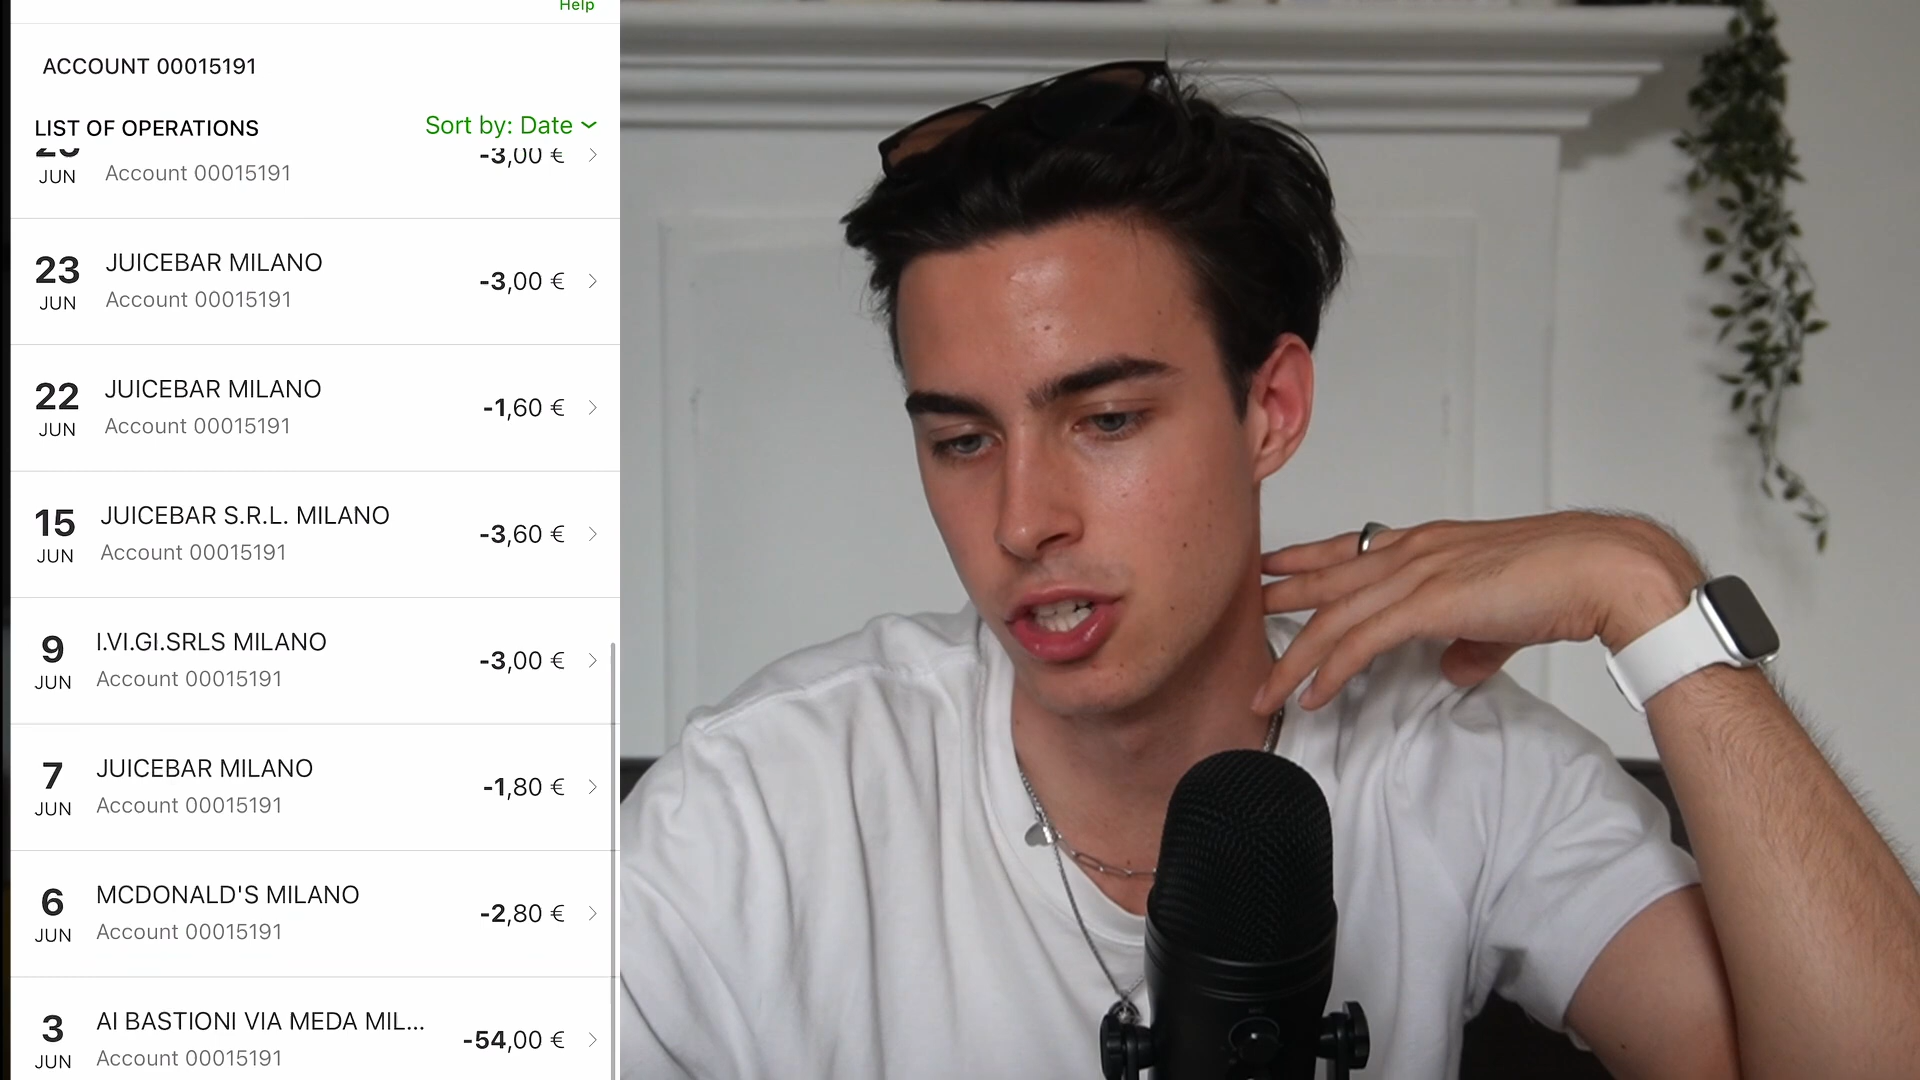 Help
ACCOUNT 00015191
LIST OF OPERATIONS
Sort by: Date
-3,00 €
JUN
Account 00015191
23
JUN
JUICEBAR MILANO
Account 00015191
-3,00 €
22
JUN
JUICEBAR MILANO
Account 00015191
-1,60 €
15
JUN
JUICEBAR S.R.L. MILANO
Account 00015191
-3,60 €
9
JUN
I.VI.GI.SRLS MILANO
Account 00015191
-3,00 €
7
JUN
JUICEBAR MILANO
Account 00015191
-1,80 €
6
JUN
MCDONALD'S MILANO
Account 00015191
-2,80 €
3
JUN
AI BASTIONI VIA MEDA MIL...
Account 00015191
-54,00 €